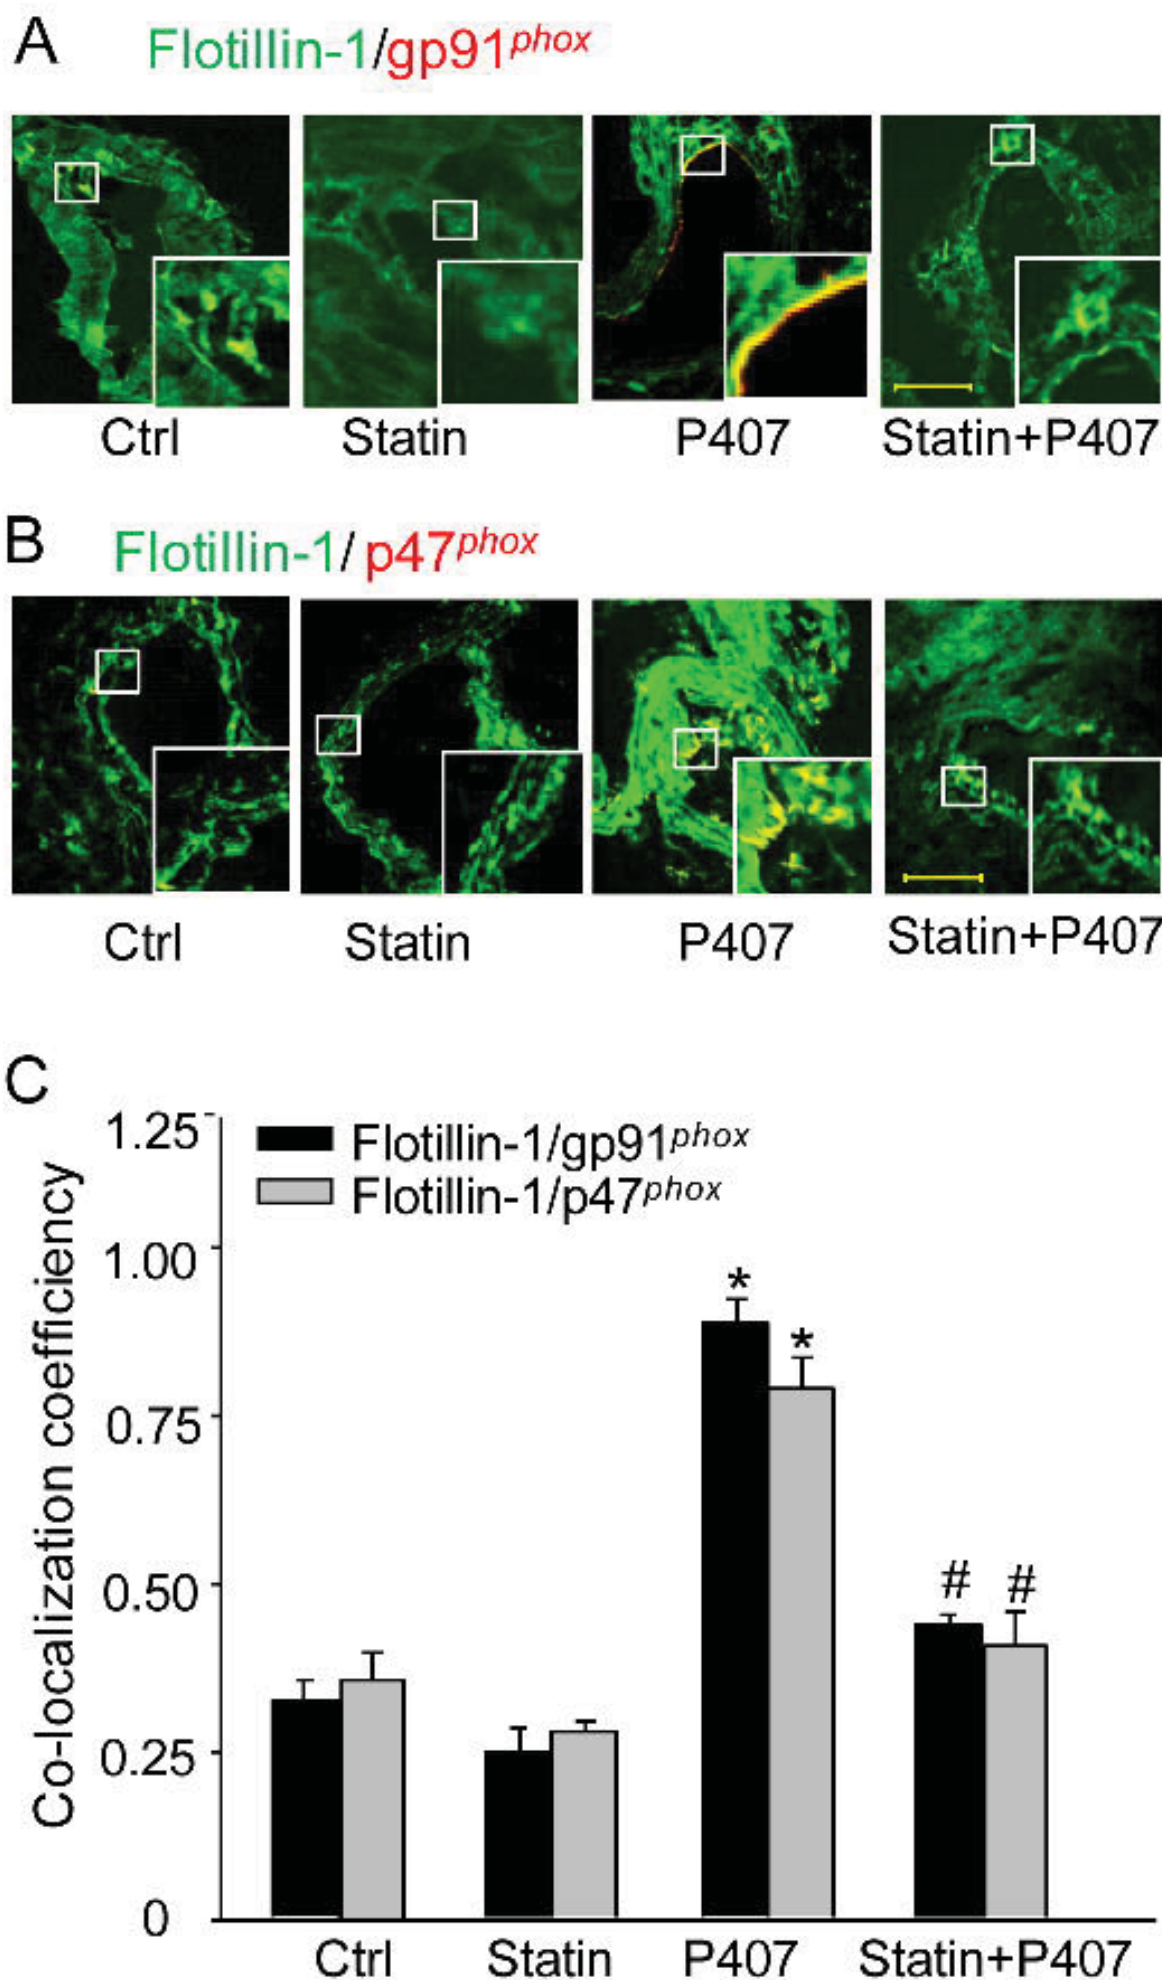 A Flotillin-1/gp91phox
Ctrl Statin P407 Statin+P407
B Flotillin-1/ p47phox
Ctrl Statin P407 Statin+P407
C
Co-localization coefficiency
1.25
1.00
0.75
0.50
0.25
0
Flotillin-1/gp91phox
Flotillin-1/p47phox
*
*
# #
Ctrl Statin P407 Statin+P407